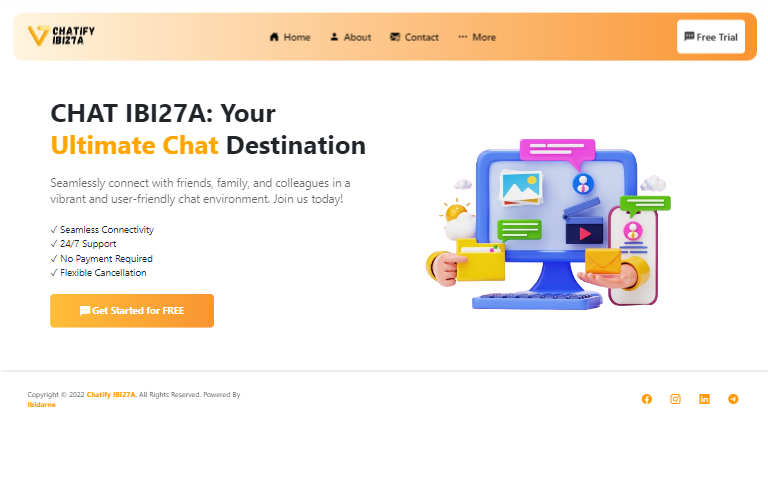 CHATIFY
IBI27A
Home
About
Contact
More
Free Trial
CHAT IBI27A: Your
Ultimate Chat Destination
Seamlessly connect with friends, family, and colleagues in a
vibrant and user-friendly chat environment. Join us today!
✓ Seamless Connectivity
✓ 24/7 Support
✓ No Payment Required
✓ Flexible Cancellation
Get Started for FREE
Copyright © 2022 Chatify IBI27A, All Rights Reserved. Powered By
Ibidarne